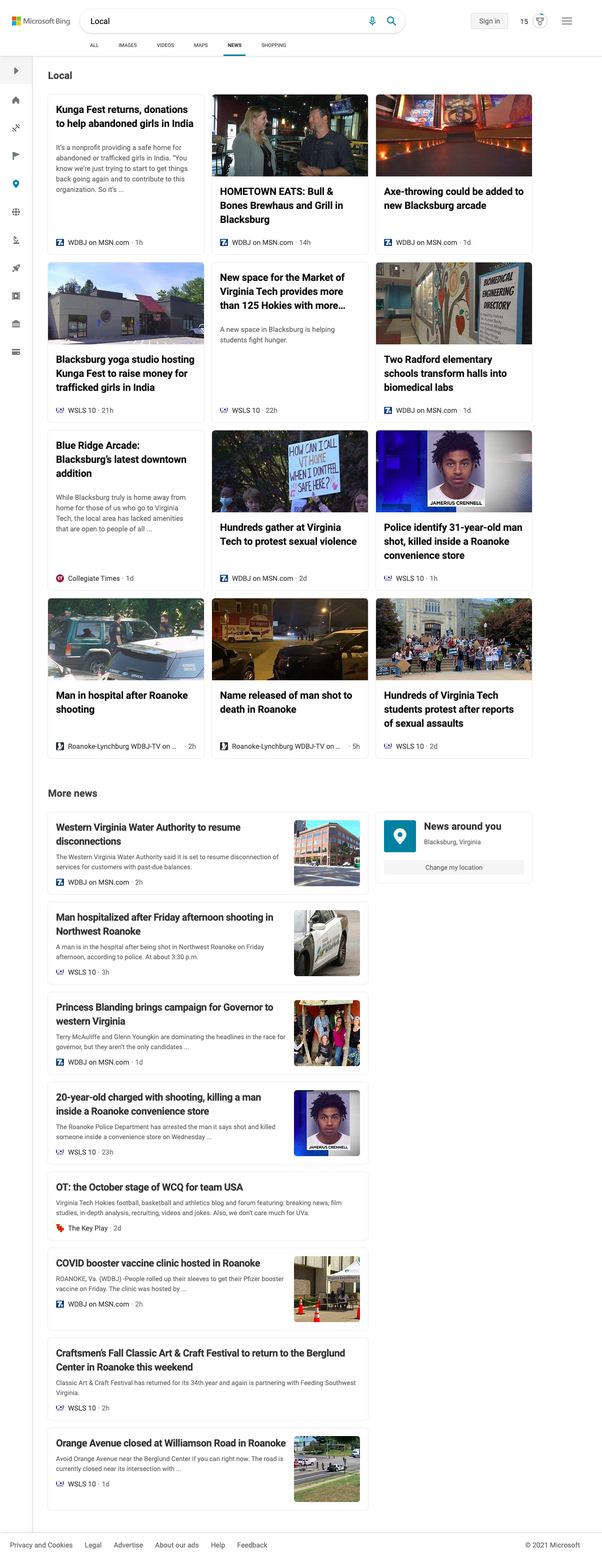 Microsoft Bing
Local
Sign in
15
ALL
IMAGES
VIDEOS
MAPS
NEWS
SHOPPING
Local
Kunga Fest returns, donations
to help abandoned girls in India
It's a nonprofit providing a safe home for
abandoned or trafficked girls in India. "You
know we're just trying to start to get things
back going again and to contribute to this
organization. So it's ...
WDBJ on MSN.com · 1h
HOMETOWN EATS: Bull &
Bones Brewhaus and Grill in
Blacksburg
WDBJ on MSN.com · 14h
Axe-throwing could be added to
new Blacksburg arcade
WDBJ on MSN.com · 1d
Blacksburg yoga studio hosting
Kunga Fest to raise money for
trafficked girls in India
WSLS 10 · 21h
New space for the Market of
Virginia Tech provides more
than 125 Hokies with more...
A new space in Blacksburg is helping
students fight hunger.
WSLS 10 · 22h
BIOMEDICAL
ENGINEERING
DIRECTORY
Two Radford elementary
schools transform halls into
biomedical labs
WDBJ on MSN.com · 1d
Blue Ridge Arcade:
Blacksburg's latest downtown
addition
While Blacksburg truly is home away from
home for those of us who go to Virginia
Tech, the local area has lacked amenities
that are open to people of all ...
Collegiate Times · 1d
HOW CAN I CALL
VT HOME
WHEN I DONT FEEL
SAFE HERE?
Hundreds gather at Virginia
Tech to protest sexual violence
WDBJ on MSN.com · 2d
JAMERIUS CRENNELL
Police identify 31-year-old man
shot, killed inside a Roanoke
convenience store
WSLS 10 · 1h
Man in hospital after Roanoke
shooting
Roanoke-Lynchburg WDBJ-TV on ... · 2h
Name released of man shot to
death in Roanoke
Roanoke-Lynchburg WDBJ-TV on ... · 5h
Hundreds of Virginia Tech
students protest after reports
of sexual assaults
WSLS 10 · 2d
More news
Western Virginia Water Authority to resume
disconnections
The Western Virginia Water Authority said it is set to resume disconnection of
services for customers with past-due balances.
WDBJ on MSN.com · 2h
News around you
Blacksburg, Virginia
Change my location
Man hospitalized after Friday afternoon shooting in
Northwest Roanoke
A man is in the hospital after being shot in Northwest Roanoke on Friday
afternoon, according to police. At about 3:30 p.m.
WSLS 10 · 3h
Princess Blanding brings campaign for Governor to
western Virginia
Terry McAuliffe and Glenn Youngkin are dominating the headlines in the race for
governor, but they aren't the only candidates ...
WDBJ on MSN.com · 1d
20-year-old charged with shooting, killing a man
inside a Roanoke convenience store
The Roanoke Police Department has arrested the man it says shot and killed
someone inside a convenience store on Wednesday ...
WSLS 10 · 23h
JAMERIUS CRENNELL
OT: the October stage of WCQ for team USA
Virginia Tech Hokies football, basketball and athletics blog and forum featuring: breaking news, film
studies, in-depth analysis, recruiting, videos and jokes. Also, we don't care much for UVa.
The Key Play · 2d
COVID booster vaccine clinic hosted in Roanoke
ROANOKE, Va. (WDBJ) -People rolled up their sleeves to get their Pfizer booster
vaccine on Friday. The clinic was hosted by ...
WDBJ on MSN.com · 2h
Craftsmen's Fall Classic Art & Craft Festival to return to the Berglund
Center in Roanoke this weekend
Classic Art & Craft Festival has returned for its 34th year and again is partnering with Feeding Southwest
Virginia.
WSLS 10 · 2h
Orange Avenue closed at Williamson Road in Roanoke
Avoid Orange Avenue near the Berglund Center if you can right now. The road is
currently closed near its intersection with ...
WSLS 10 · 1d
Privacy and Cookies
Legal
Advertise
About our ads
Help
Feedback
© 2021 Microsoft